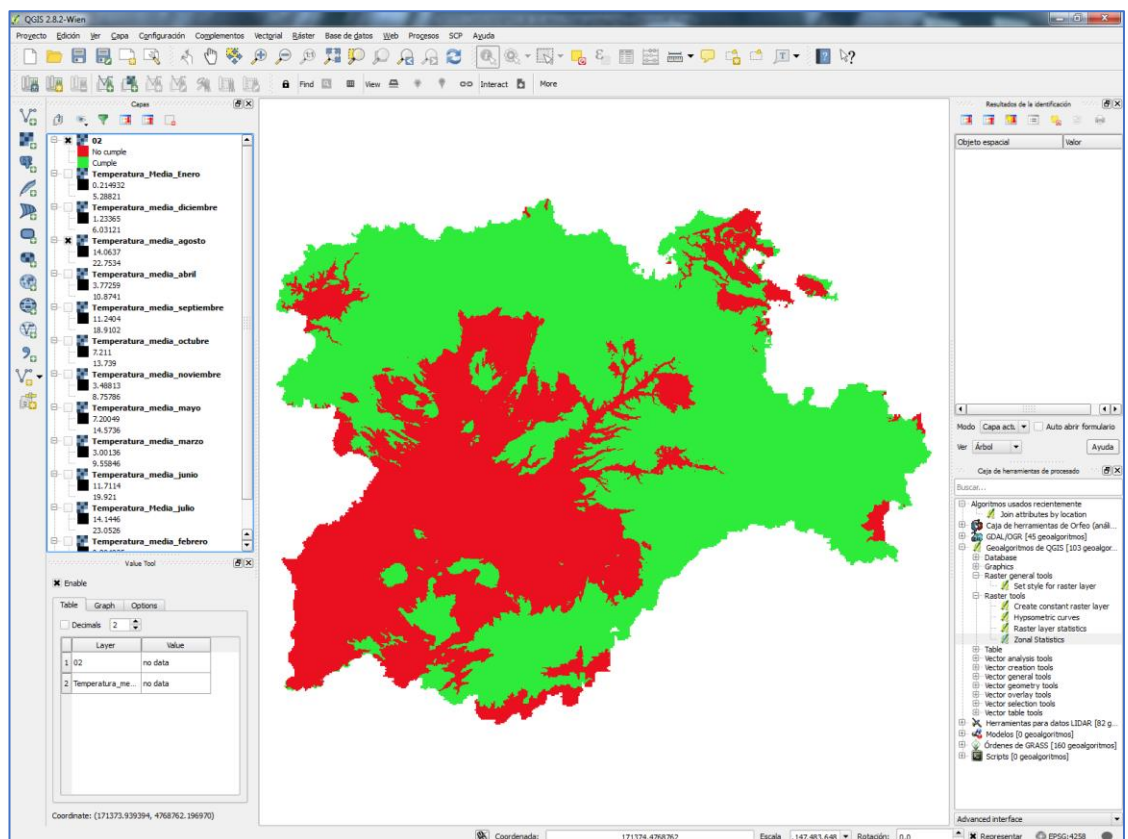 QGIS 2.8.2-Wien
Proyecto Edición Ver Capa Configuración Complementos Vectorial Ráster Base de datos Web Procesos SCP Ayuda
Find View Interact More
Capas
02
No cumple
Cumple
Temperatura_Media_Enero
0.214932
5.28821
Temperatura_media_diciembre
1.23365
6.03121
Temperatura_media_agosto
14.0637
22.7534
Temperatura_media_abril
3.77259
10.8741
Temperatura_media_septiembre
11.2404
18.9102
Temperatura_media_octubre
7.211
13.739
Temperatura_media_noviembre
3.48813
8.75786
Temperatura_media_mayo
7.20049
14.5736
Temperatura_media_marzo
3.00136
9.55846
Temperatura_media_junio
11.7114
19.921
Temperatura_Media_julio
14.1446
23.0526
Temperatura_media_febrero
Value Tool
Enable
Table Graph Options
Decimals 2
Layer Value
1 02 no data
2 Temperatura_me... no data
Coordinate: (171373.939394, 4768762.196970)
Resultados de la identificación
Objeto espacial Valor
Modo Capa actι Auto abrir formulario
Ver Árbol Ayuda
Caja de herramientas de procesado
Buscar...
Algoritmos usados recientemente
Join attributes by location
Caja de herramientas de Orfeo (anál...
GDAL/OGR [45 geoalgoritmos]
Geoalgoritmos de QGIS [103 geoalgor...
Database
Graphics
Raster general tools
Set style for raster layer
Raster tools
Create constant raster layer
Hypsometric curves
Raster layer statistics
Zonal Statistics
Table
Vector analysis tools
Vector creation tools
Vector general tools
Vector geometry tools
Vector overlay tools
Vector selection tools
Vector table tools
Herramientas para datos LIDAR [82 g...
Modelos [0 geoalgoritmos]
Órdenes de GRASS [160 geoalgoritmos]
Scripts [0 geoalgoritmos]
Advanced interface
Coordenada: 171374,4768762 Escala 147.483.648 Rotación: 0,0 Representar EPSG:4258